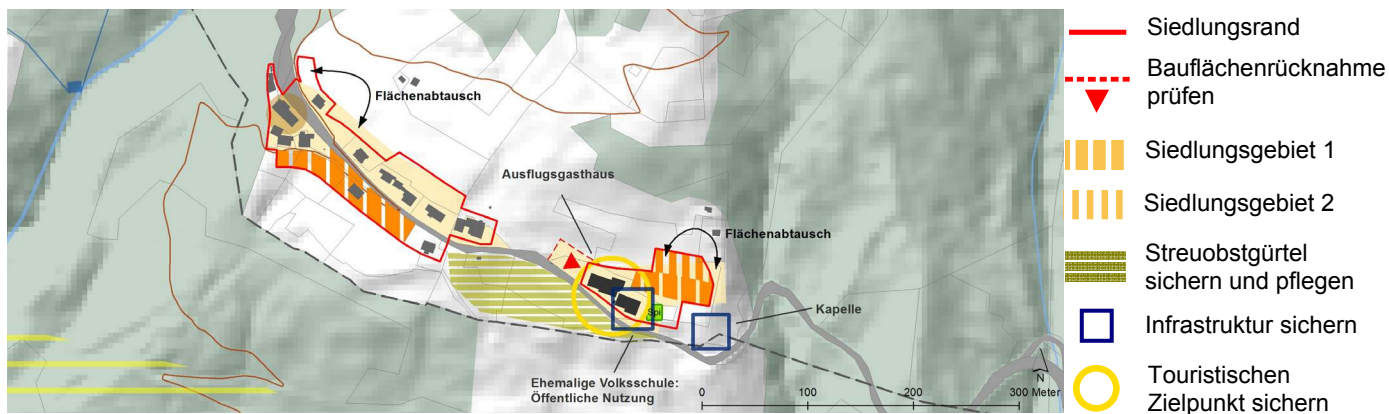 Flächenabtausch
Ausflugsgasthaus
Flächenabtausch
Spi
Kapelle
Ehemalige Volksschule:
Öffentliche Nutzung
0 100 200 300 Meter
N
Siedlungsrand
Bauflächenrücknahme
prüfen
Siedlungsgebiet 1
Siedlungsgebiet 2
Streuobstgürtel
sichern und pflegen
Infrastruktur sichern
Touristischen
Zielpunkt sichern